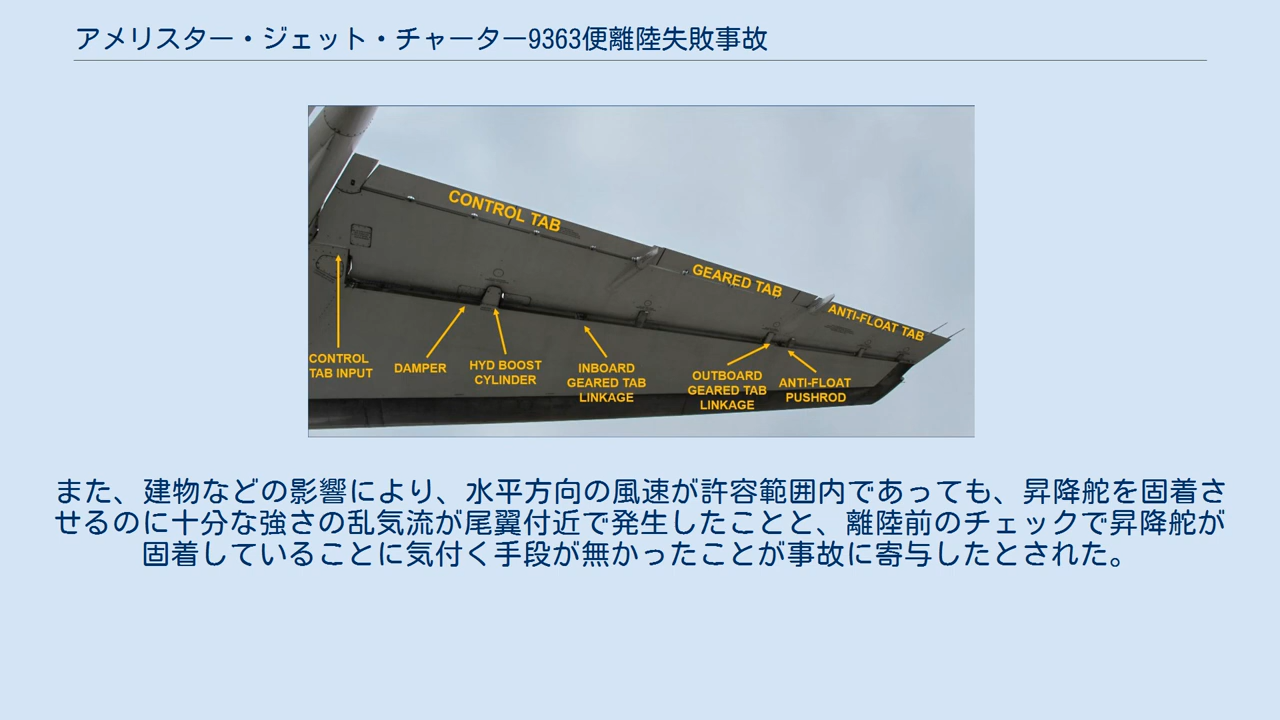 アメリスター・ジェット・チャーター9363便離陸失敗事故
CONTROL TAB
GEARED TAB
ANTI-FLOAT TAB
CONTROL
TAB INPUT
DAMPER
HYD BOOST
CYLINDER
INBOARD
GEARED TAB
LINKAGE
OUTBOARD
GEARED TAB
LINKAGE
ANTI-FLOAT
PUSHROD
また、建物などの影響により、水平方向の風速が許容範囲内であっても、昇降舵を固着さ
せるのに十分な強さの乱気流が尾翼付近で発生したことと、離陸前のチェックで昇降舵が
固着していることに気付く手段が無かったことが事故に寄与したとされた。